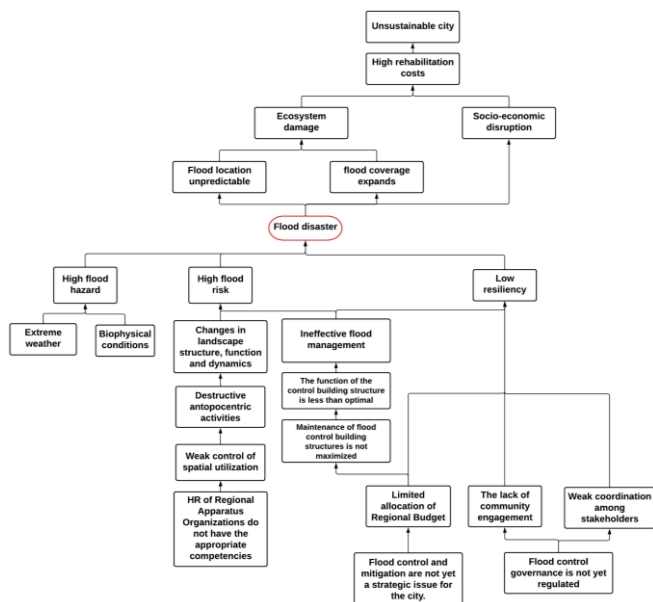 Unsustainable city
High rehabilitation
costs
Ecosystem
damage
Socio-economic
disruption
Flood location
unpredictable
flood coverage
expands
Flood disaster
High flood
hazard
High flood
risk
Low
resiliency
Extreme
weather
Biophysical
conditions
Changes in
landscape
structure, function
and dynamics
Ineffective flood
management
The function of the
control building structure
is less than optimal
Destructive
antopocentric
activities
Maintenance of flood
control building
structures is not
maximized
Weak control of
spatial utilization
HR of Regional
Apparatus
Organizations do
not have the
appropriate
competencies
Limited
allocation of
Regional Budget
The lack of
community
engagement
Weak coordination
among
stakeholders
Flood control and
mitigation are not yet
a strategic issue for
the city.
Flood control
governance is not yet
regulated